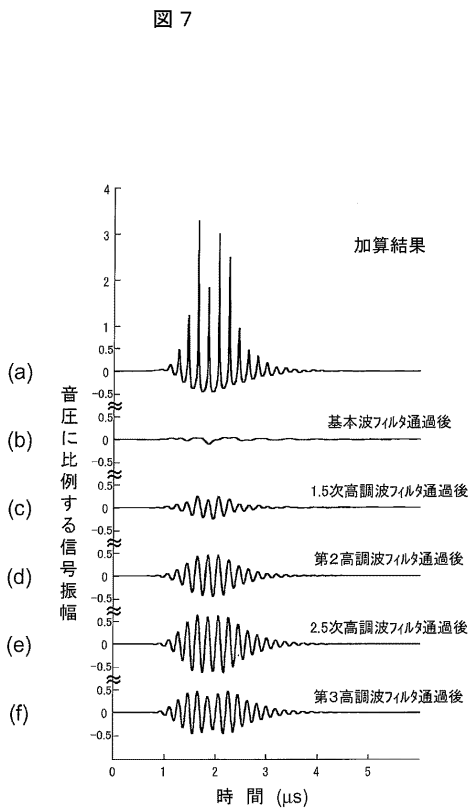 図 7
4
3
2
1
0.5
0
-0.5
加算結果
(a)
音圧に比例する信号振幅
0.5
0
-0.5
基本波フィルタ通過後
(b)
0.5
0
-0.5
1.5次高調波フィルタ通過後
(c)
0.5
0
-0.5
第2高調波フィルタ通過後
(d)
0.5
0
-0.5
2.5次高調波フィルタ通過後
(e)
0.5
0
-0.5
第3高調波フィルタ通過後
(f)
0 1 2 3 4 5
時 間 (μs)